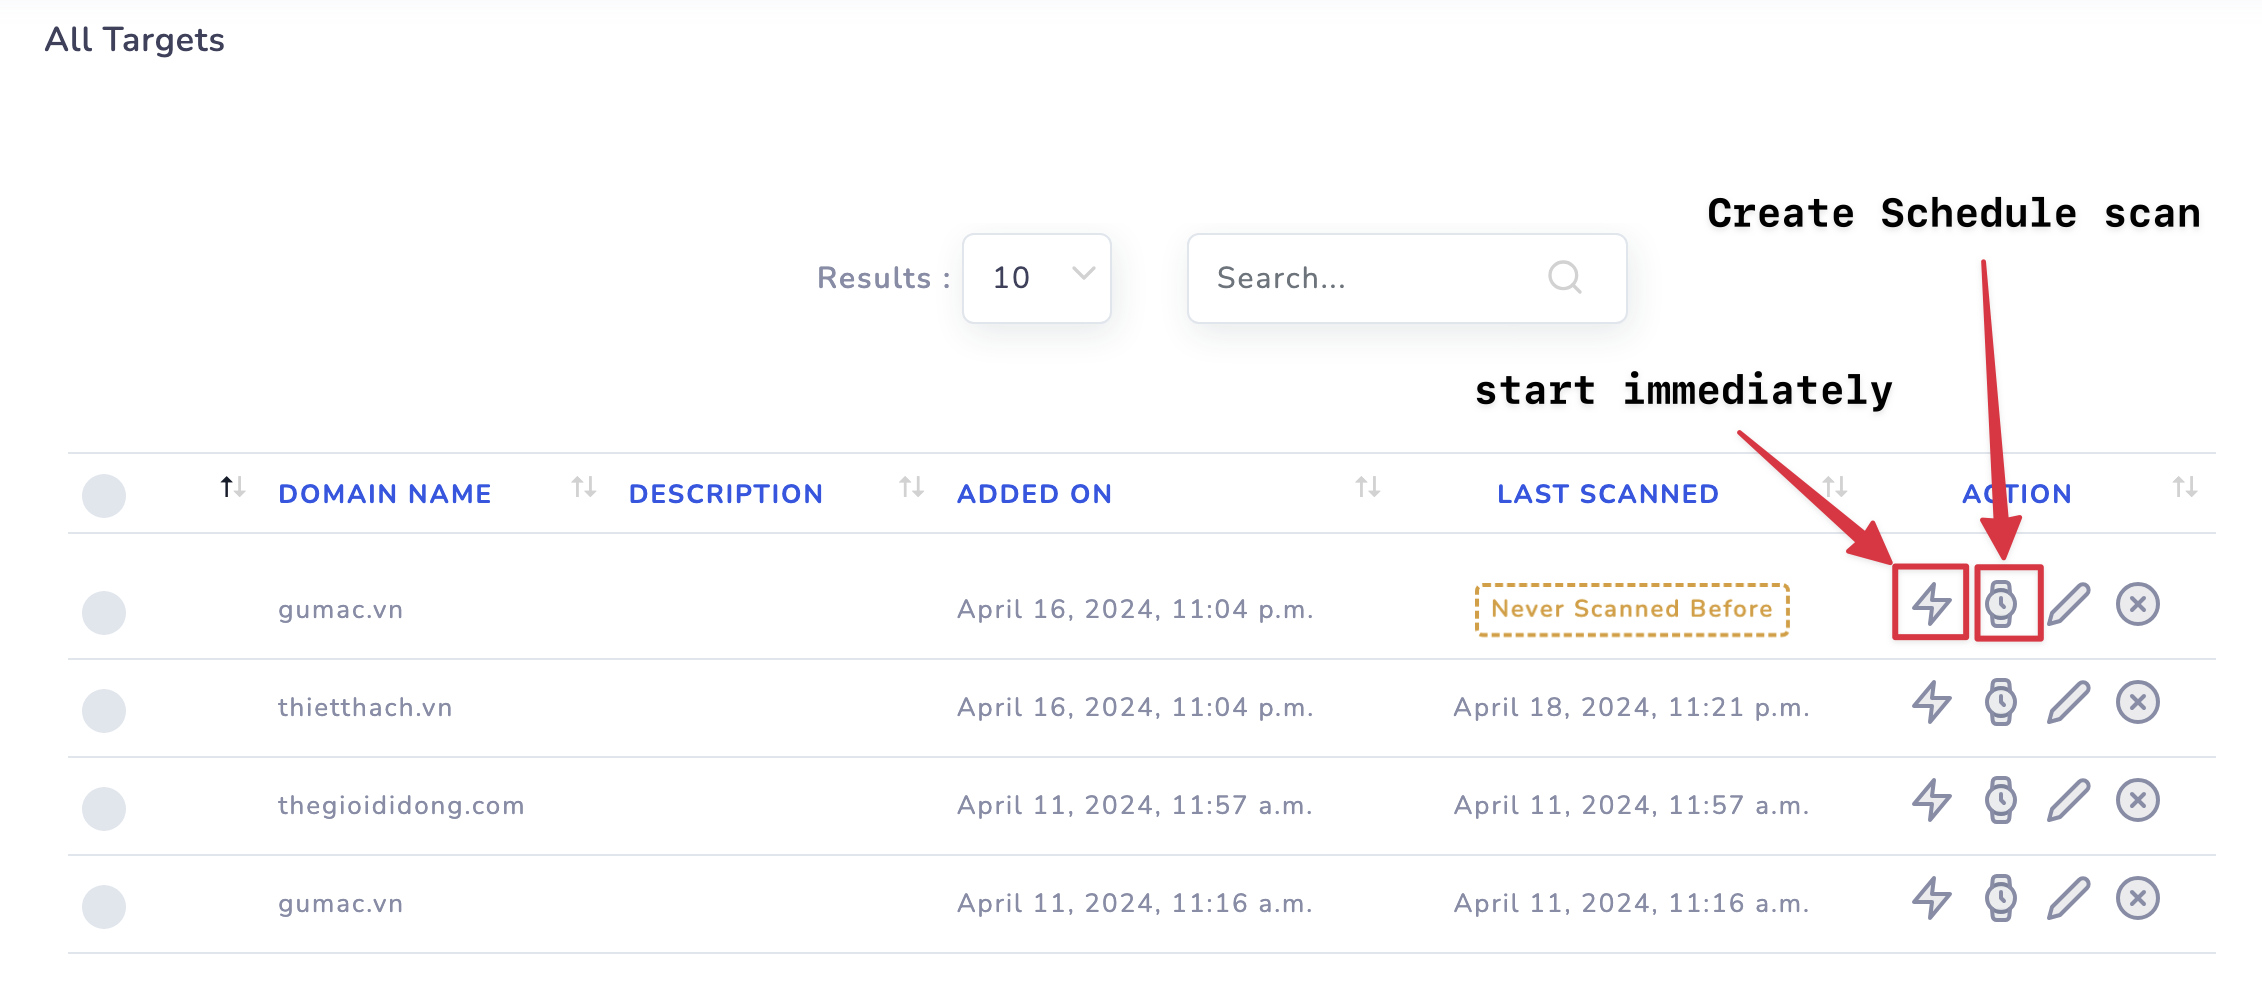 All Targets
Create Schedule scan
Results : 10 Search...
start immediately
DOMAIN NAME DESCRIPTION ADDED ON LAST SCANNED ACTION
gumac.vn April 16, 2024, 11:04 p.m. Never Scanned Before
thietthach.vn April 16, 2024, 11:04 p.m. April 18, 2024, 11:21 p.m.
thegioididong.com April 11, 2024, 11:57 a.m. April 11, 2024, 11:57 a.m.
gumac.vn April 11, 2024, 11:16 a.m. April 11, 2024, 11:16 a.m.